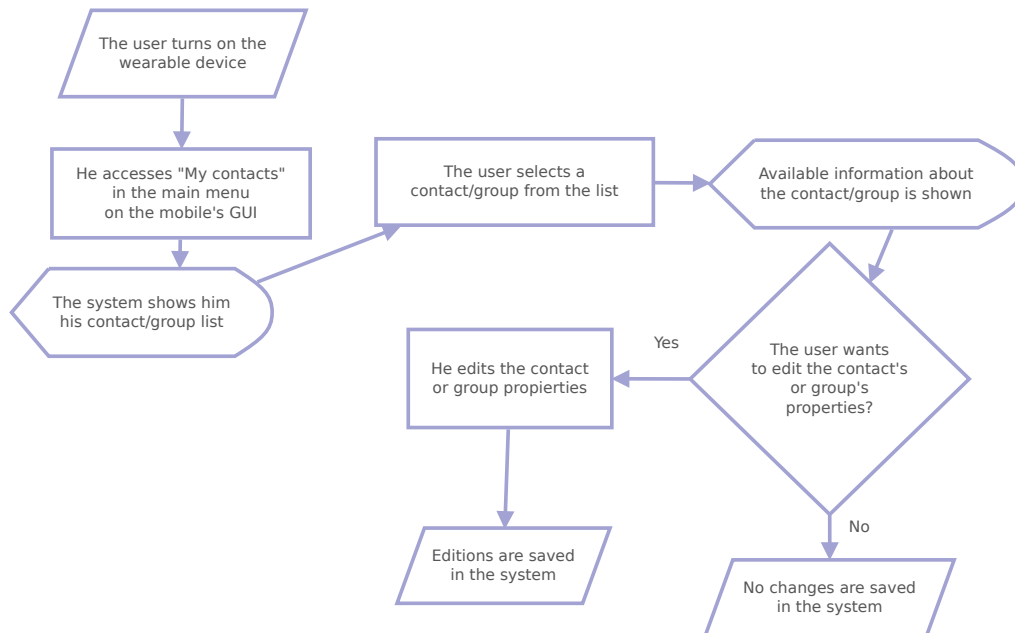 The user turns on the
wearable device
He accesses "My contacts"
in the main menu
on the mobile's GUI
The system shows him
his contact/group list
The user selects a
contact/group from the list
Available information about
the contact/group is shown
The user wants
to edit the contact's
or group's
properties?
Yes
He edits the contact
or group propierties
Editions are saved
in the system
No
No changes are saved
in the system